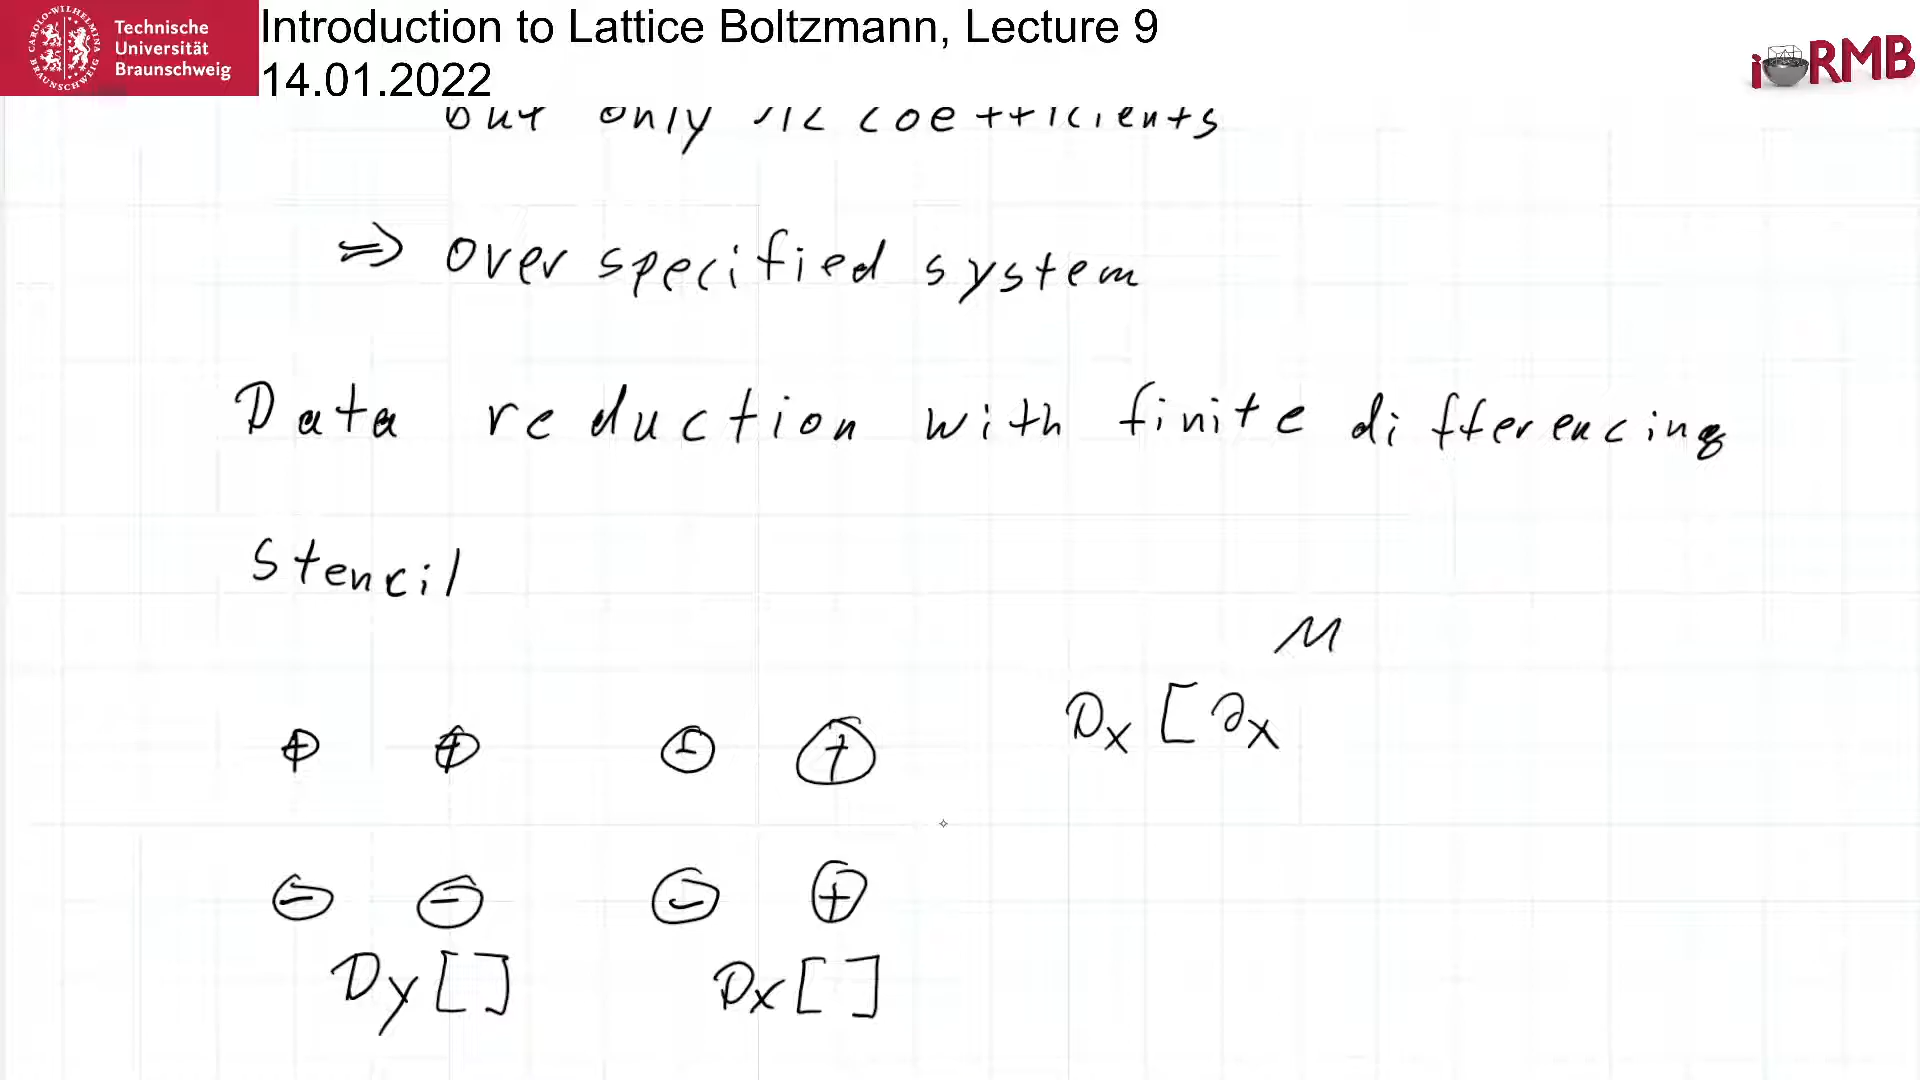 Technische
Universität
Braunschweig
Introduction to Lattice Boltzmann, Lecture 9
14.01.2022
iRMB
but only 12 coefficients
⇒ over specified system
Data reduction with finite differencing
Stencil
M
Dx [ ∂x
+ + - +
- - - +
Dy [ ] Dx [ ]